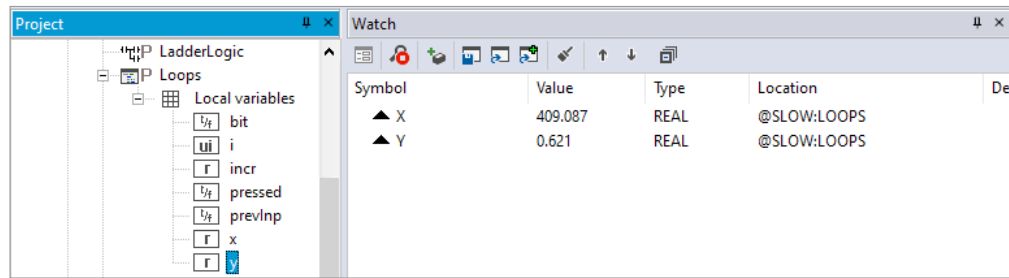 Project
LadderLogic
P Loops
Local variables
t/f bit
ui i
r incr
t/f pressed
t/f prevInp
r x
r y
Watch
Symbol Value Type Location De
X 409.087 REAL @SLOW:LOOPS
Y 0.621 REAL @SLOW:LOOPS